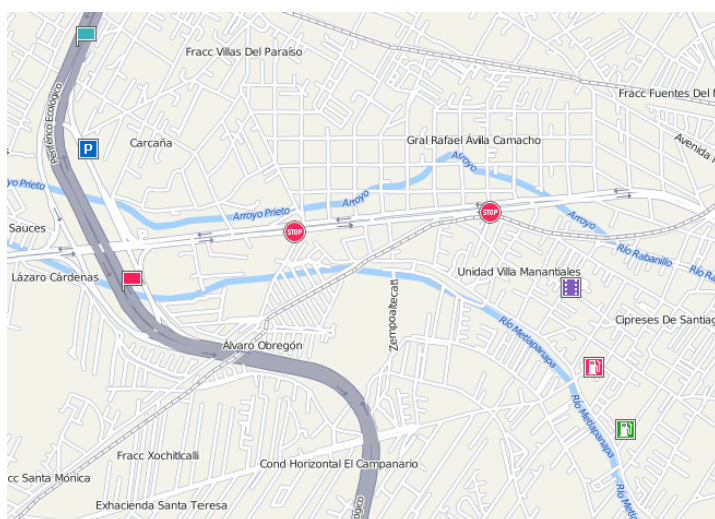 Fracc Villas Del Paraíso
Fracc Fuentes Del
Periférico Ecológico
P
Carcaña
Gral Rafael Ávila Camacho
Avenida
Arroyo
Prieto
Arroyo
Arroyo Prieto
STOP
STOP
Arroyo
Sauces
Río Rabanillo
Lázaro Cárdenas
Unidad Villa Manantiales
Zempoaltecatl
Río Metlapanapa
Cipreses De Santiag
Álvaro Obregón
Río Metlapanapa
Fracc Xochitlcalli
Cond Horizontal El Campanario
cc Santa Mónica
Exhacienda Santa Teresa